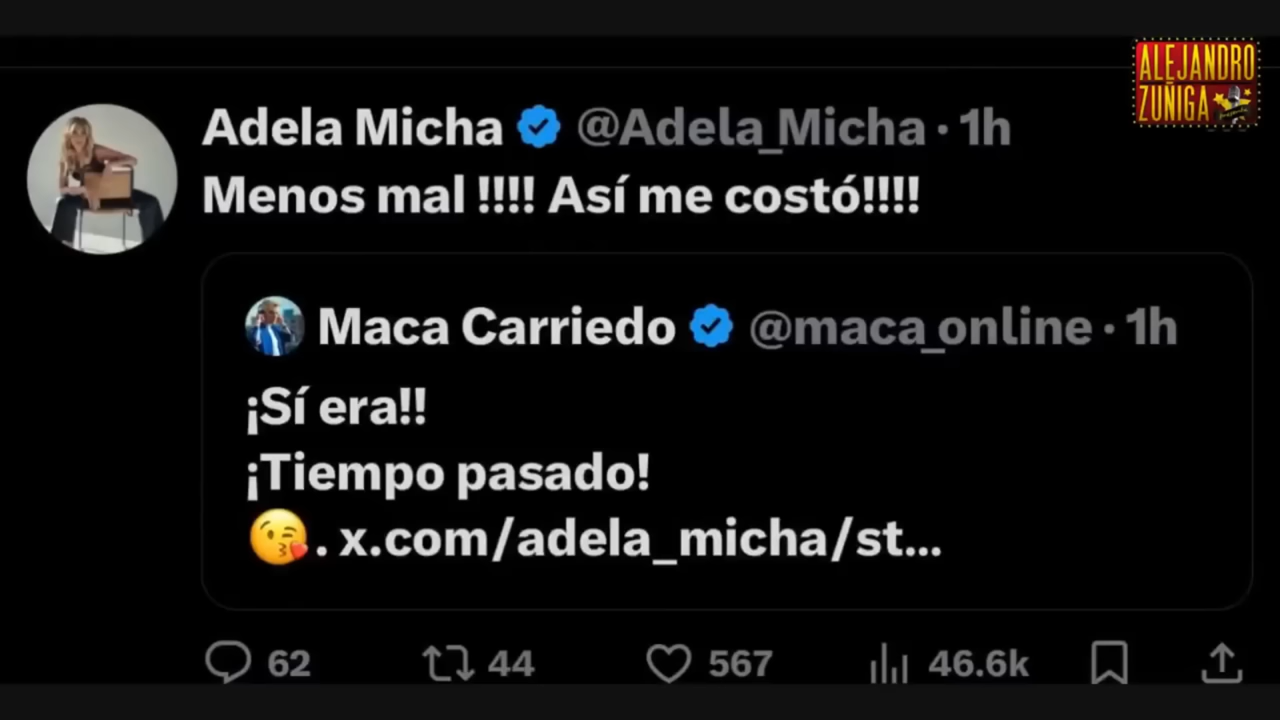 ALEJANDRO
ZUÑIGA
Adela Micha @Adela_Micha · 1h
Menos mal !!!! Así me costó!!!!
Maca Carriedo @maca_online · 1h
¡Sí era!!
¡Tiempo pasado!
😘. x.com/adela_micha/st...
62 44 567 46.6k